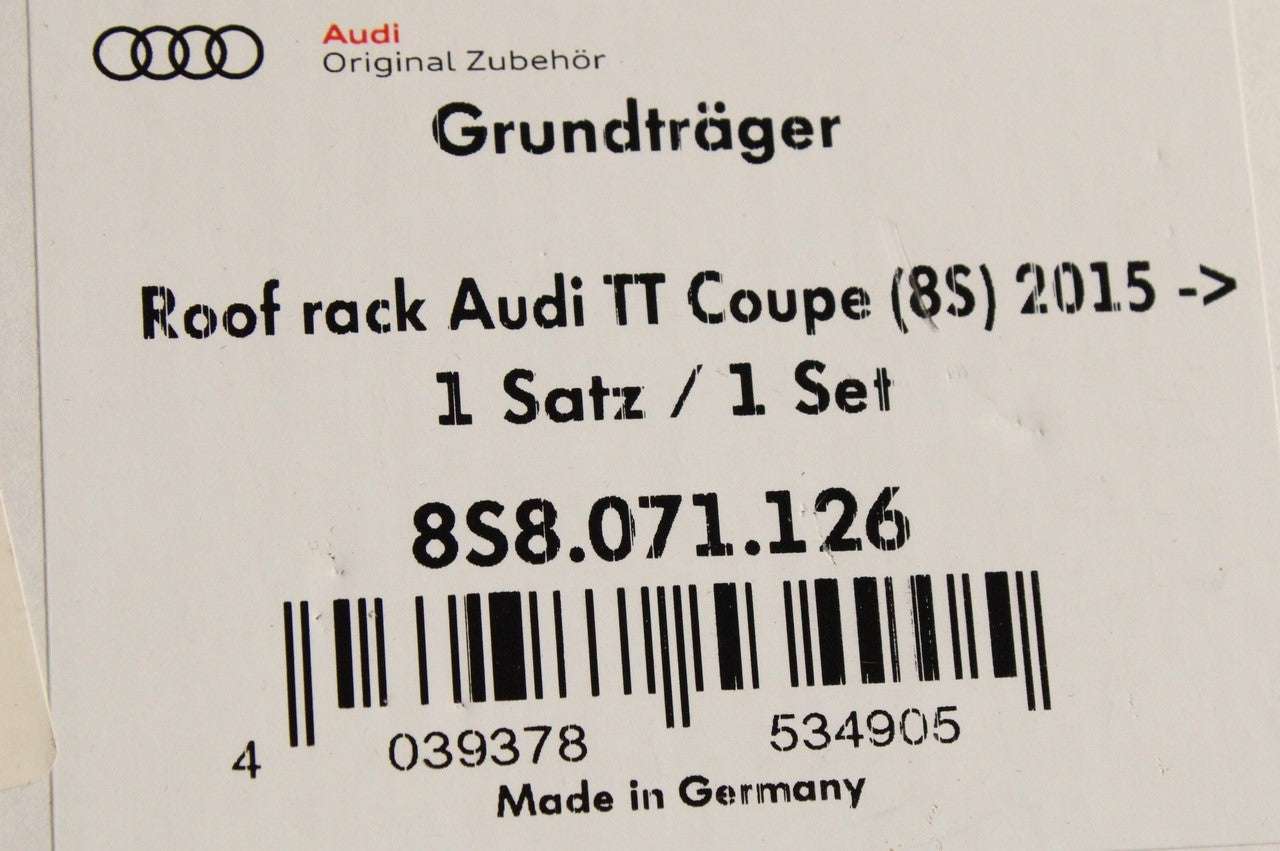 Audi
Original Zubehör
Grundträger
Roof rack Audi TT Coupe (8S) 2015 ->
1 Satz / 1 Set
8S8.071.126
4 039378 534905
Made in Germany